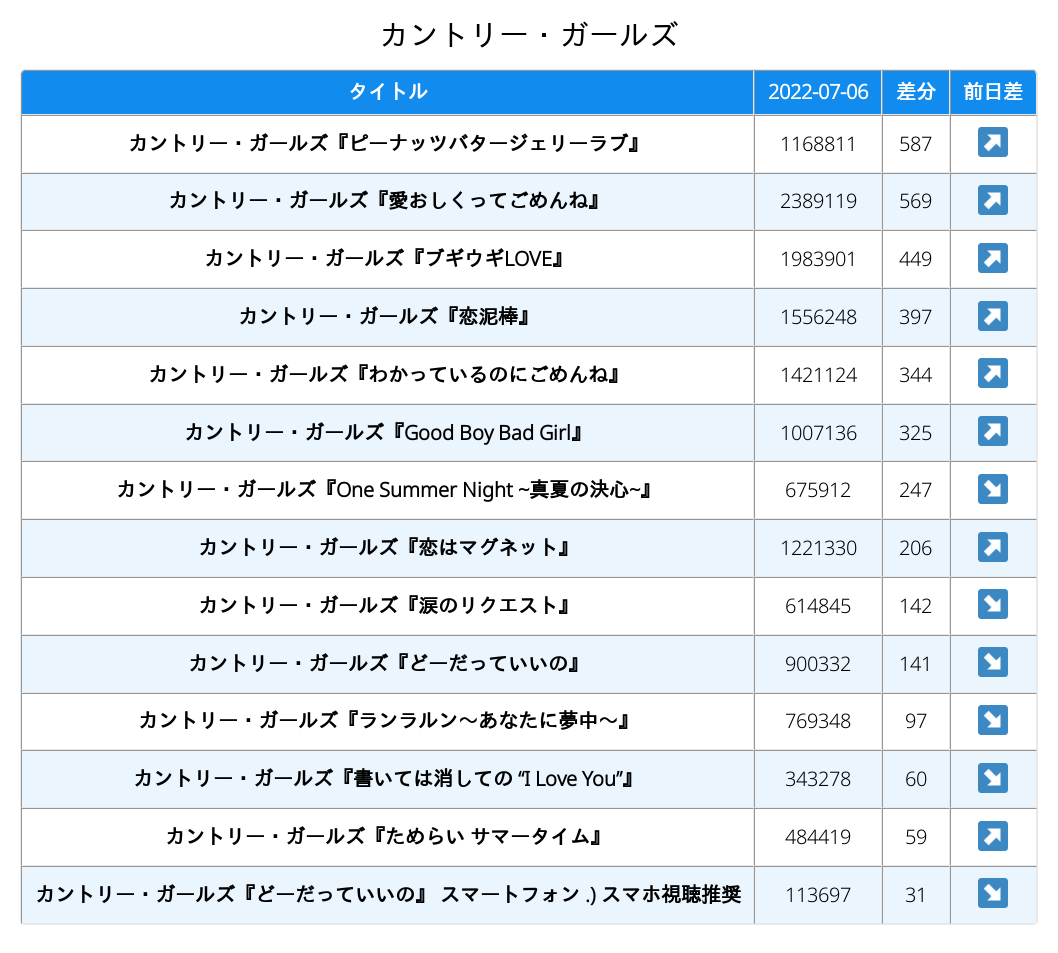 カントリー・ガールズ
タイトル 2022-07-06 差分 前日差
カントリー・ガールズ『ピーナッツバタージェリーラブ』 1168811 587 ↗
カントリー・ガールズ『愛おしくってごめんね』 2389119 569 ↗
カントリー・ガールズ『ブギウギLOVE』 1983901 449 ↗
カントリー・ガールズ『恋泥棒』 1556248 397 ↗
カントリー・ガールズ『わかっているのにごめんね』 1421124 344 ↗
カントリー・ガールズ『Good Boy Bad Girl』 1007136 325 ↗
カントリー・ガールズ『One Summer Night ~真夏の決心~』 675912 247 ↘
カントリー・ガールズ『恋はマグネット』 1221330 206 ↗
カントリー・ガールズ『涙のリクエスト』 614845 142 ↘
カントリー・ガールズ『どーだっていいの』 900332 141 ↘
カントリー・ガールズ『ランラルン～あなたに夢中～』 769348 97 ↘
カントリー・ガールズ『書いては消しての “I Love You”』 343278 60 ↘
カントリー・ガールズ『ためらい サマータイム』 484419 59 ↗
カントリー・ガールズ『どーだっていいの』 スマートフォン .) スマホ視聴推奨 113697 31 ↘